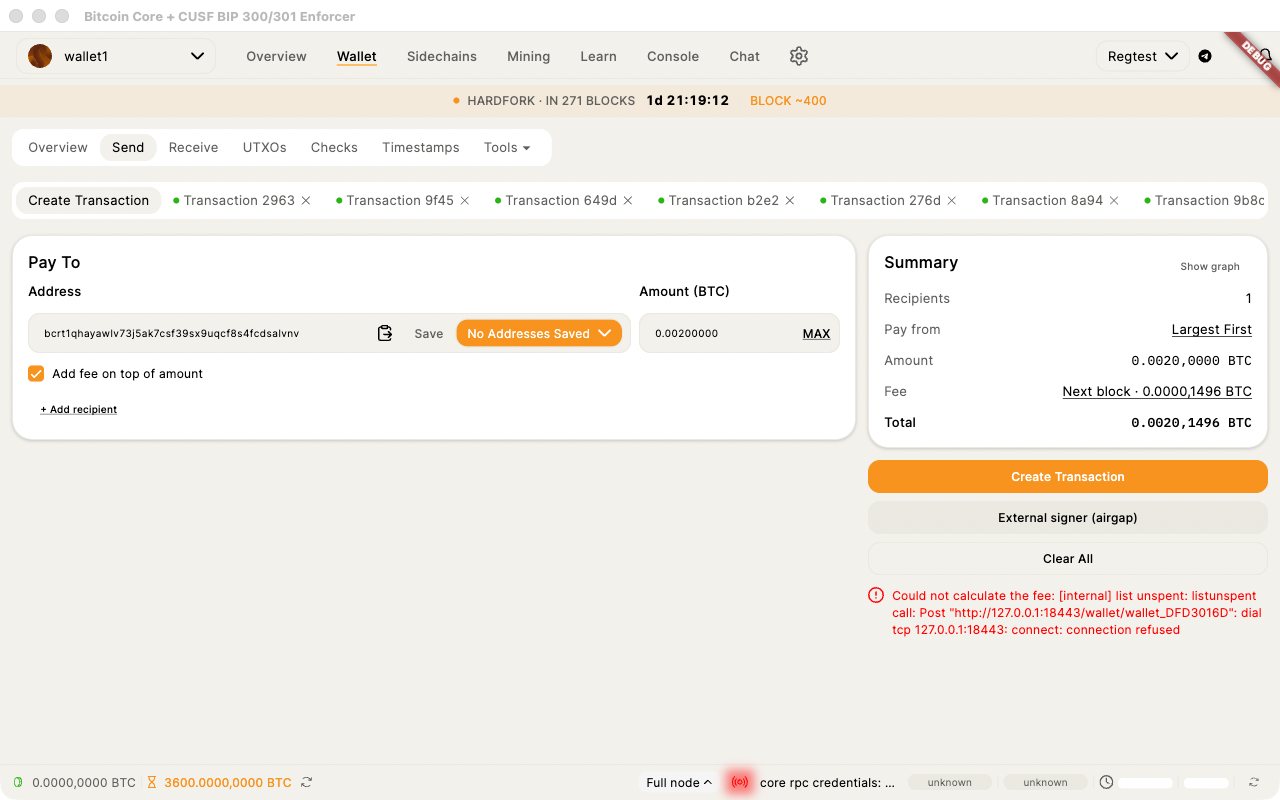 Bitcoin Core + CUSF BIP 300/301 Enforcer
wallet1
Overview
Wallet
Sidechains
Mining
Learn
Console
Chat
Regtest
DEBUG
HARDFORK · IN 271 BLOCKS 1d 21:19:12 BLOCK ~400
Overview
Send
Receive
UTXOs
Checks
Timestamps
Tools
Create Transaction
Transaction 2963
Transaction 9f45
Transaction 649d
Transaction b2e2
Transaction 276d
Transaction 8a94
Transaction 9b8c
Pay To
Address
Amount (BTC)
bcrt1qhayawlv73j5ak7csf39sx9uqcf8s4fcdsalvnv
Save
No Addresses Saved
0.00200000
MAX
Add fee on top of amount
+ Add recipient
Summary
Show graph
Recipients 1
Pay from Largest First
Amount 0.0020,0000 BTC
Fee Next block · 0.0000,1496 BTC
Total 0.0020,1496 BTC
Create Transaction
External signer (airgap)
Clear All
Could not calculate the fee: [internal] list unspent: listunspent
call: Post "http://127.0.0.1:18443/wallet/wallet_DFD3016D": dial
tcp 127.0.0.1:18443: connect: connection refused
0.0000,0000 BTC
3600.0000,0000 BTC
Full node
core rpc credentials: ...
unknown
unknown